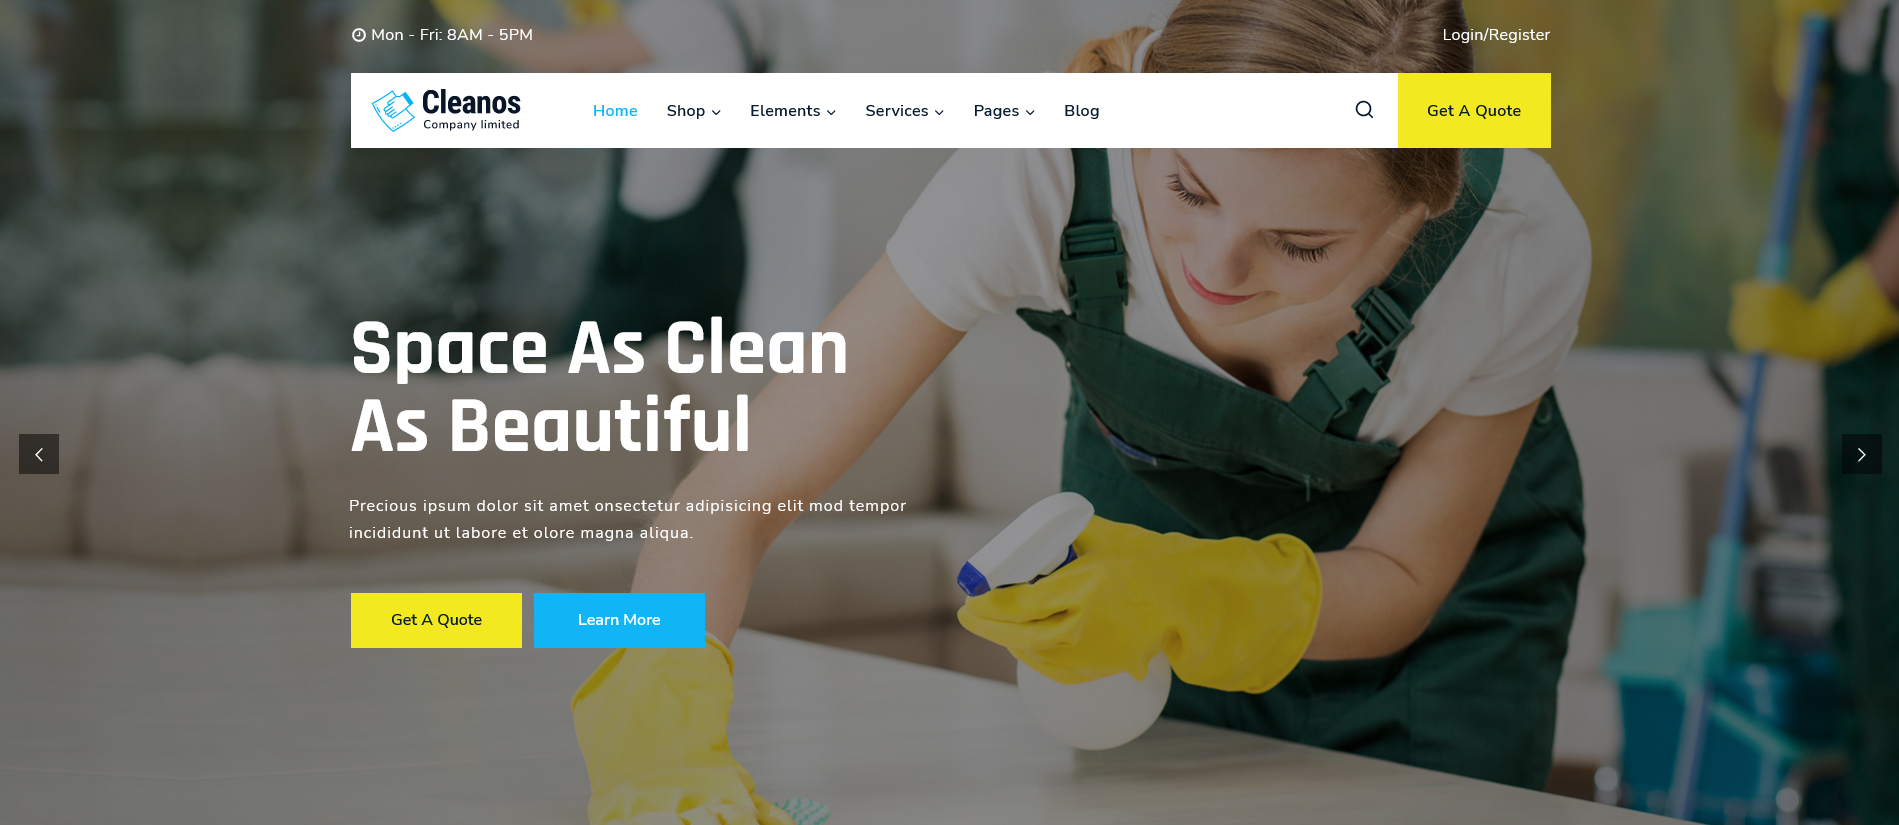 Mon - Fri: 8AM - 5PM
Login/Register
Cleanos
Company limited
Home
Shop
Elements
Services
Pages
Blog
Get A Quote
Space As Clean
As Beautiful
Precious ipsum dolor sit amet onsectetur adipisicing elit mod tempor
incididunt ut labore et olore magna aliqua.
Get A Quote
Learn More